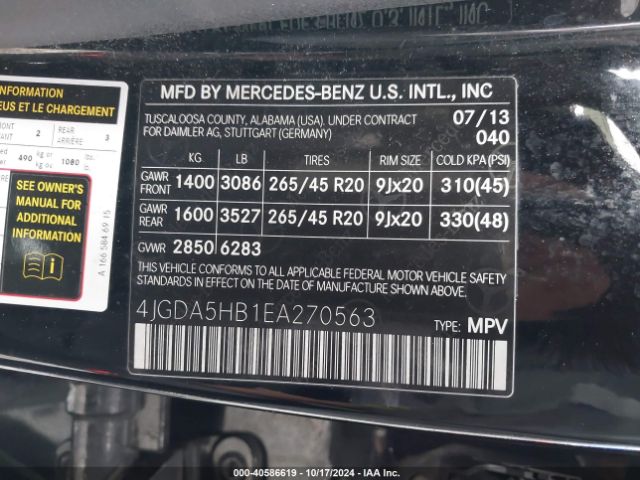 MFD BY MERCEDES-BENZ U.S. INTL., INC
TUSCALOOSA COUNTY, ALABAMA (USA). UNDER CONTRACT
FOR DAIMLER AG, STUTTGART (GERMANY)
07/13
040
KG LB TIRES RIM SIZE COLD KPA (PSI)
GAWR FRONT 1400 3086 265/45 R20 9Jx20 310(45)
GAWR REAR 1600 3527 265/45 R20 9Jx20 330(48)
GVWR 2850 6283
THIS VEHICLE CONFORMS TO ALL APPLICABLE FEDERAL MOTOR VEHICLE SAFETY
STANDARDS IN EFFECT ON THE DATE OF MANUFACTURE SHOWN ABOVE.
4JGDA5HB1EA270563
TYPE: MPV
INFORMATION
EUS ET LE CHARGEMENT
2 REAR ARRIÈRE 3
490 kg or kg ou 1080
SEE OWNER'S
MANUAL FOR
ADDITIONAL
INFORMATION
A 166 584 69 15
000-40586619 - 10/17/2024 - IAA Inc.